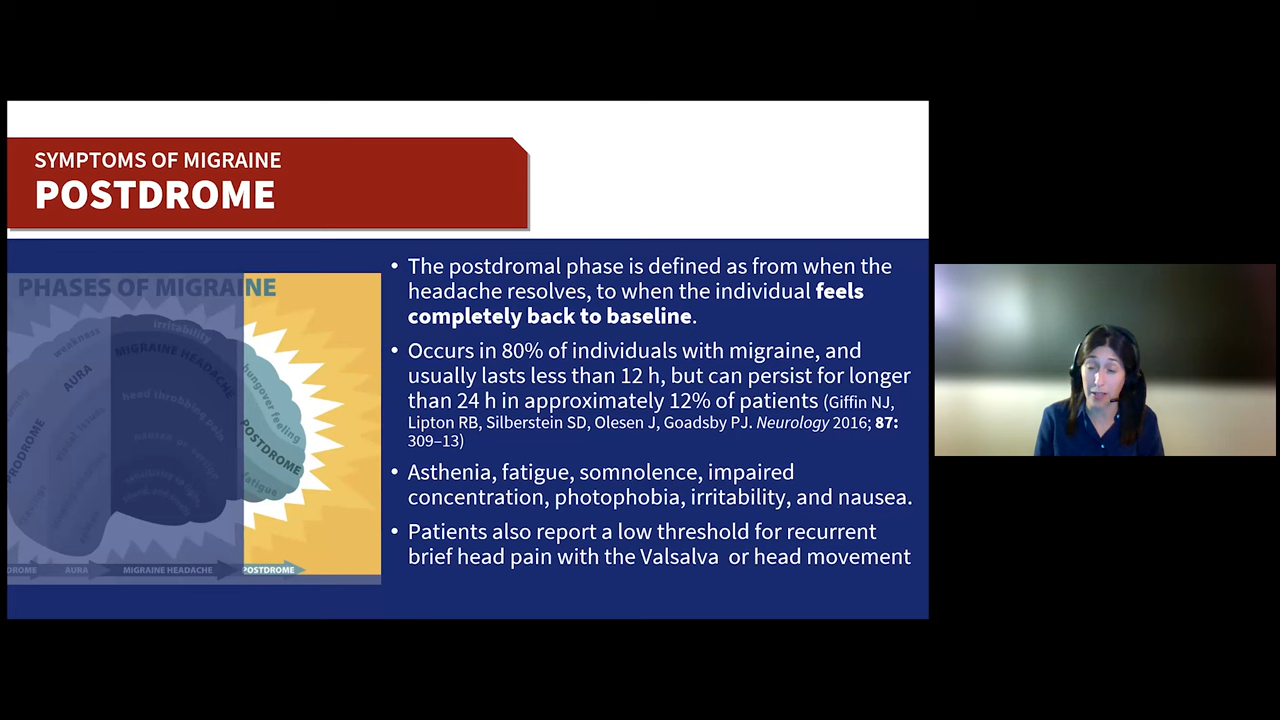 SYMPTOMS OF MIGRAINE
POSTDROME
PHASES OF MIGRAINE
irritability
weakness
MIGRAINE HEADACHE
AURA
hungover feeling
head throbbing pain
POSTDROME
PRODROME
fatigue
DROME
AURA
MIGRAINE HEADACHE
POSTDROME
• The postdromal phase is defined as from when the
headache resolves, to when the individual feels
completely back to baseline.
• Occurs in 80% of individuals with migraine, and
usually lasts less than 12 h, but can persist for longer
than 24 h in approximately 12% of patients (Giffin NJ,
Lipton RB, Silberstein SD, Olesen J, Goadsby PJ. Neurology 2016; 87:
309–13)
• Asthenia, fatigue, somnolence, impaired
concentration, photophobia, irritability, and nausea.
• Patients also report a low threshold for recurrent
brief head pain with the Valsalva or head movement